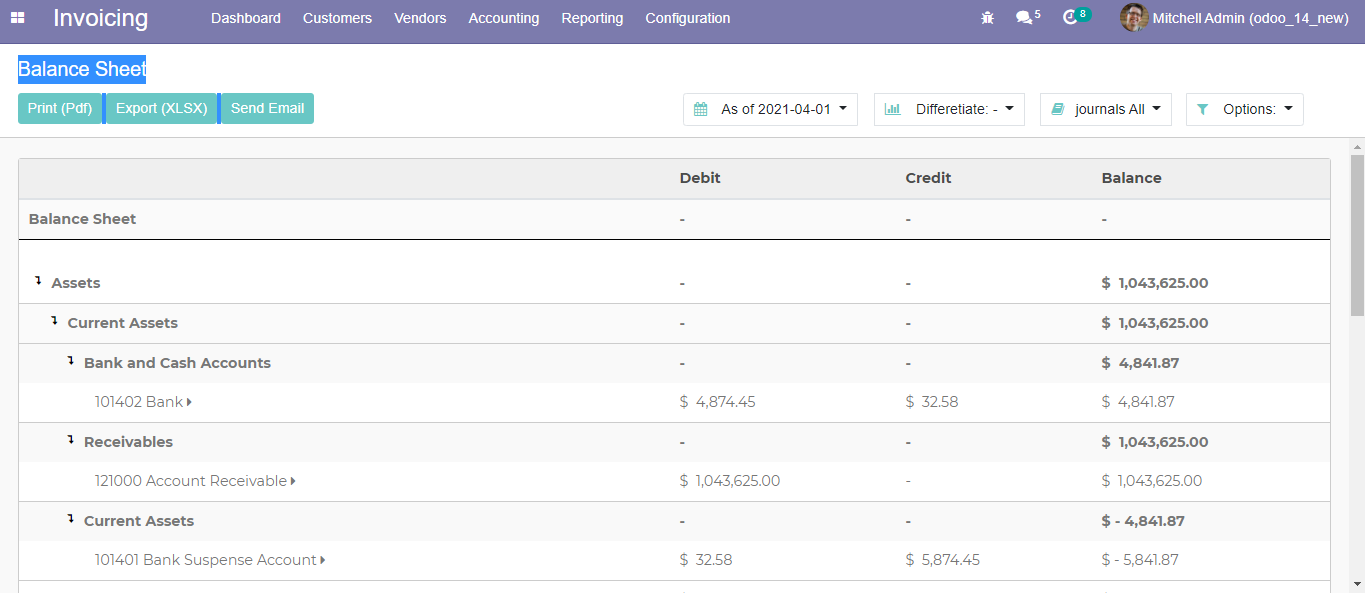 Invoicing Dashboard Customers Vendors Accounting Reporting Configuration 5 8 Mitchell Admin (odoo_14_new)
Balance Sheet
Print (Pdf) Export (XLSX) Send Email As of 2021-04-01 Differetiate: - journals All Options:
Debit Credit Balance
Balance Sheet - - -
Assets - - $ 1,043,625.00
Current Assets - - $ 1,043,625.00
Bank and Cash Accounts - - $ 4,841.87
101402 Bank $ 4,874.45 $ 32.58 $ 4,841.87
Receivables - - $ 1,043,625.00
121000 Account Receivable $ 1,043,625.00 - $ 1,043,625.00
Current Assets - - $ - 4,841.87
101401 Bank Suspense Account $ 32.58 $ 5,874.45 $ - 5,841.87